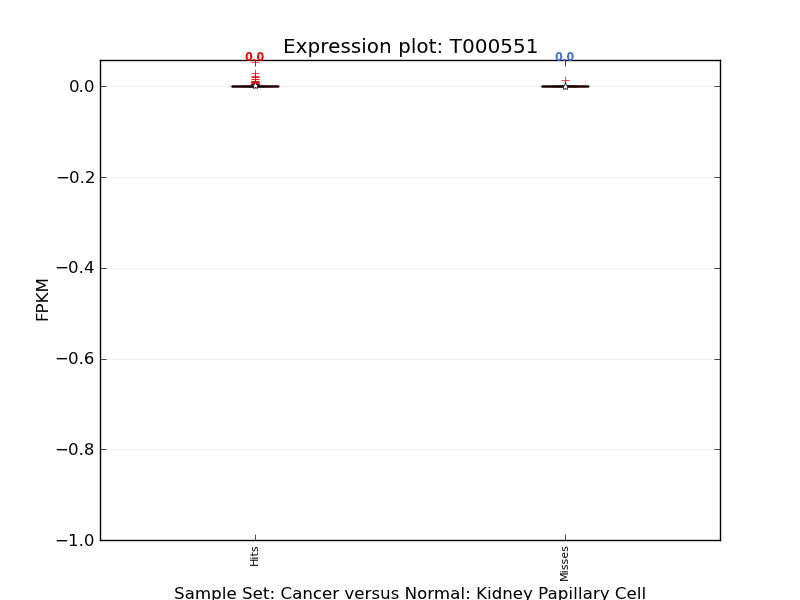 Expression plot: T000551
0.0 0.0
0.0
−0.2
−0.4
−0.6
−0.8
−1.0
FPKM
Hits Misses
Sample Set: Cancer versus Normal: Kidney Papillary Cell